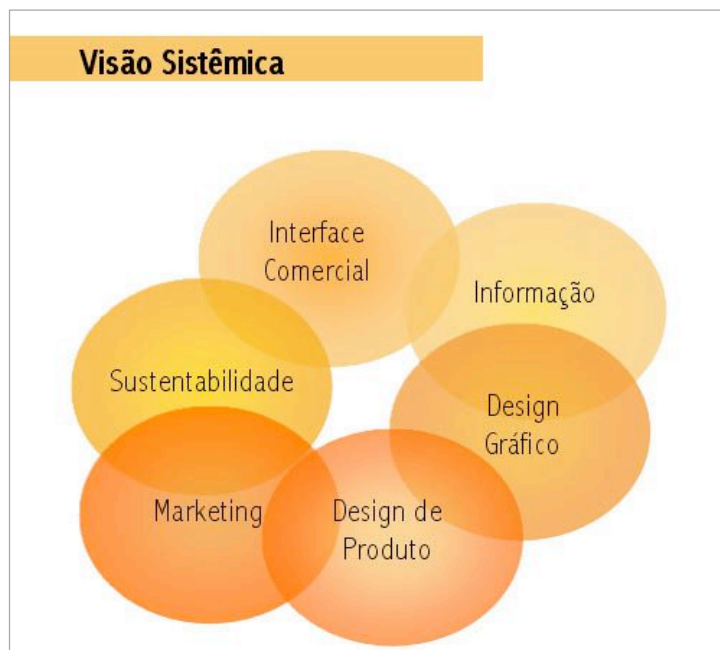 Visão Sistêmica
Interface
Comercial
Informação
Sustentabilidade
Design
Gráfico
Marketing
Design de
Produto